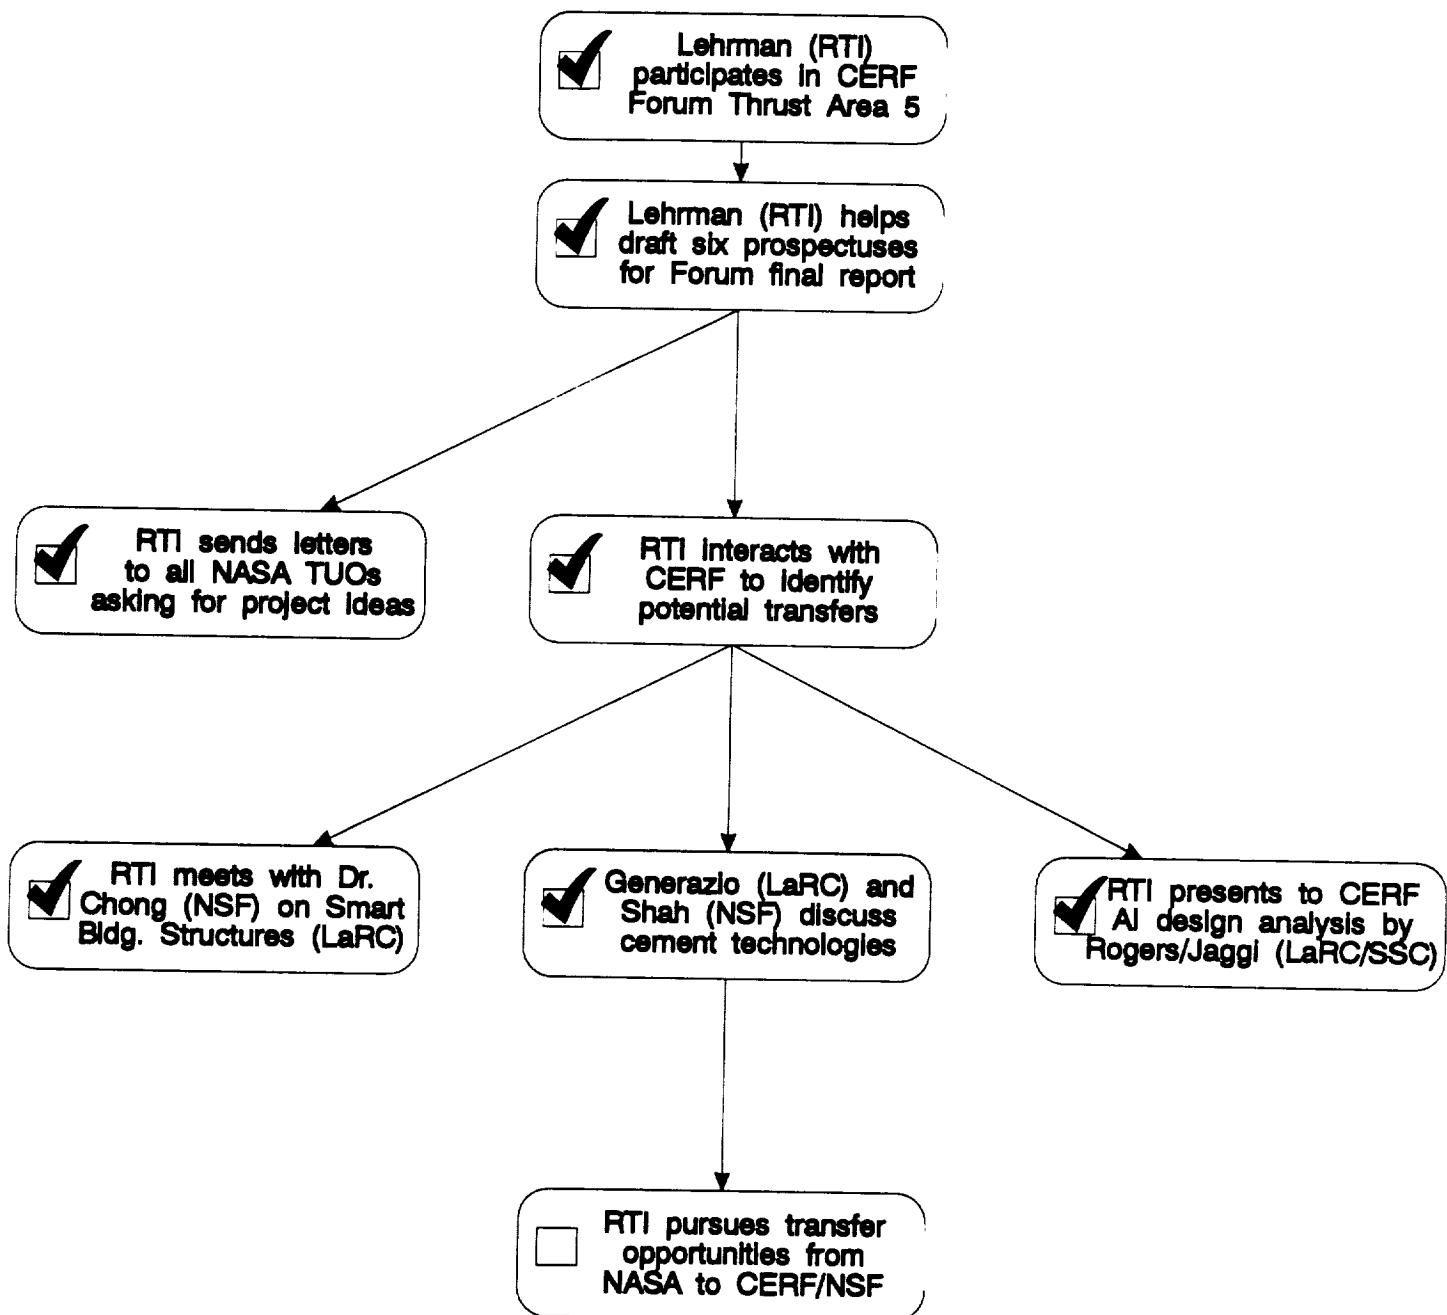 Lehrman (RTI)
participates in CERF
Forum Thrust Area 5
Lehrman (RTI) helps
draft six prospectuses
for Forum final report
RTI sends letters
to all NASA TUOs
asking for project ideas
RTI interacts with
CERF to identify
potential transfers
RTI meets with Dr.
Chong (NSF) on Smart
Bldg. Structures (LaRC)
Generazio (LaRC) and
Shah (NSF) discuss
cement technologies
RTI presents to CERF
AI design analysis by
Rogers/Jaggi (LaRC/SSC)
RTI pursues transfer
opportunities from
NASA to CERF/NSF